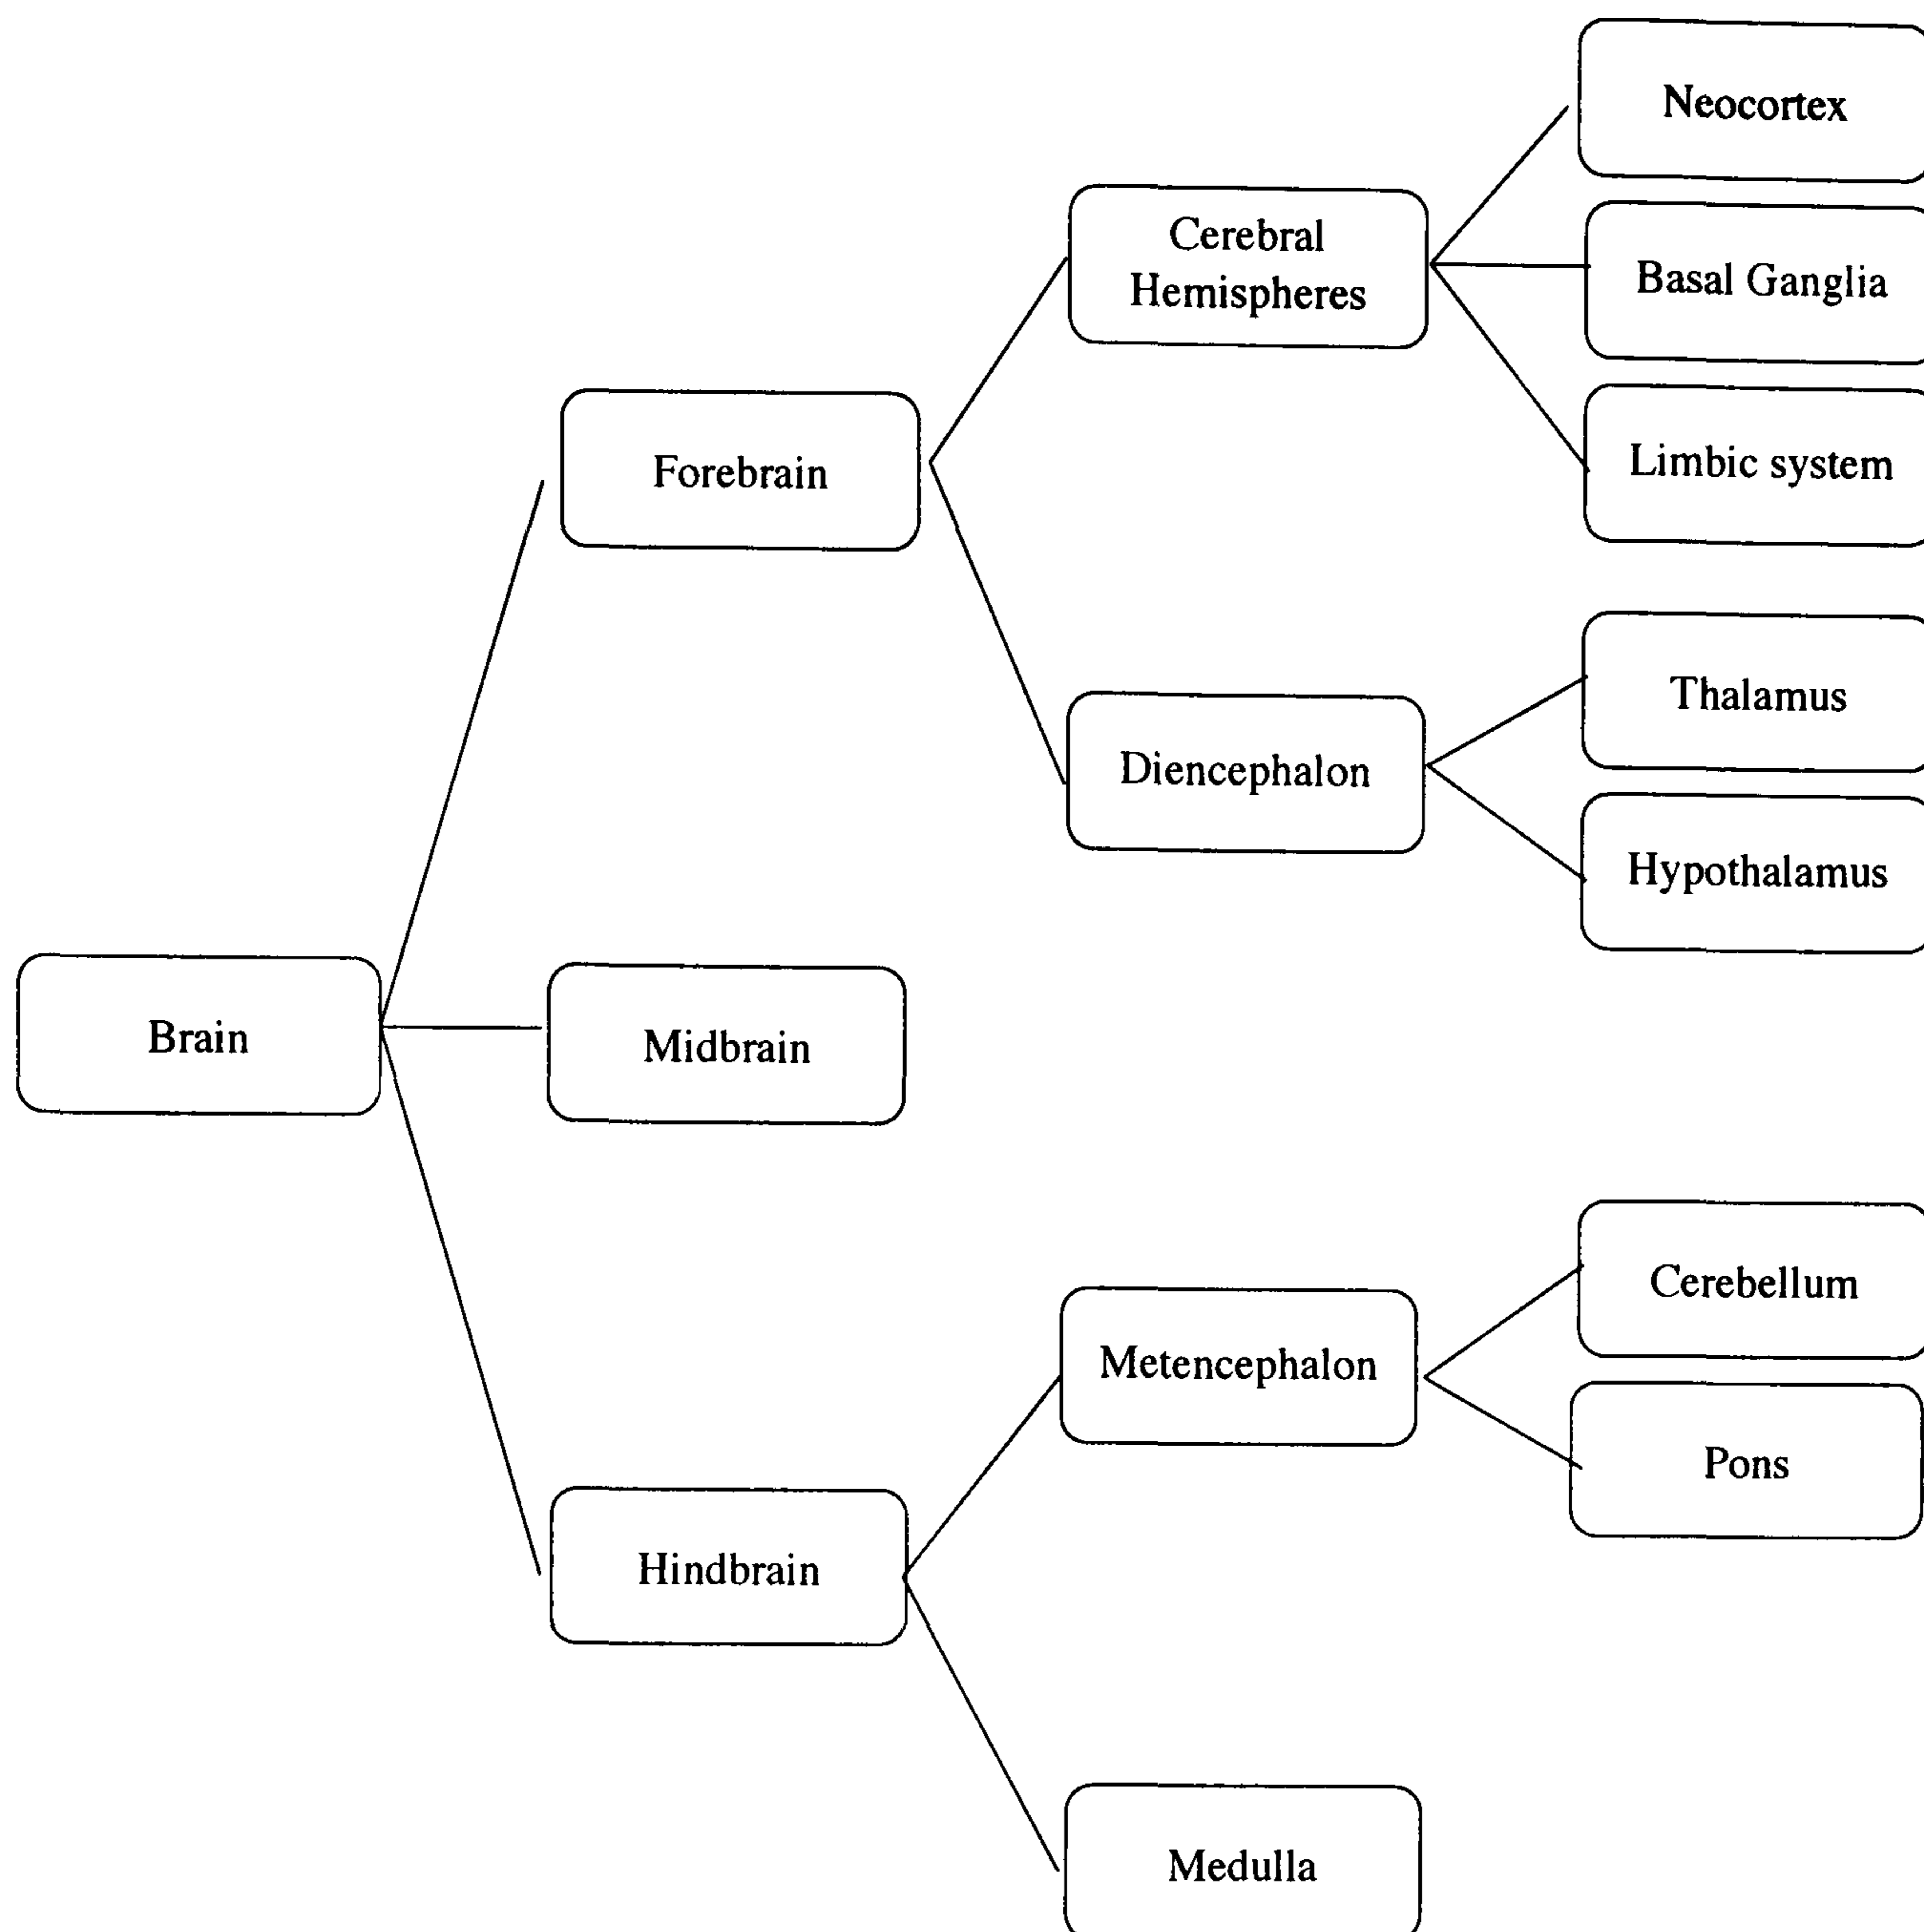 Neocortex
Cerebral
Hemispheres
Basal Ganglia
Forebrain
Limbic system
Thalamus
Diencephalon
Hypothalamus
Brain
Midbrain
Cerebellum
Metencephalon
Pons
Hindbrain
Medulla